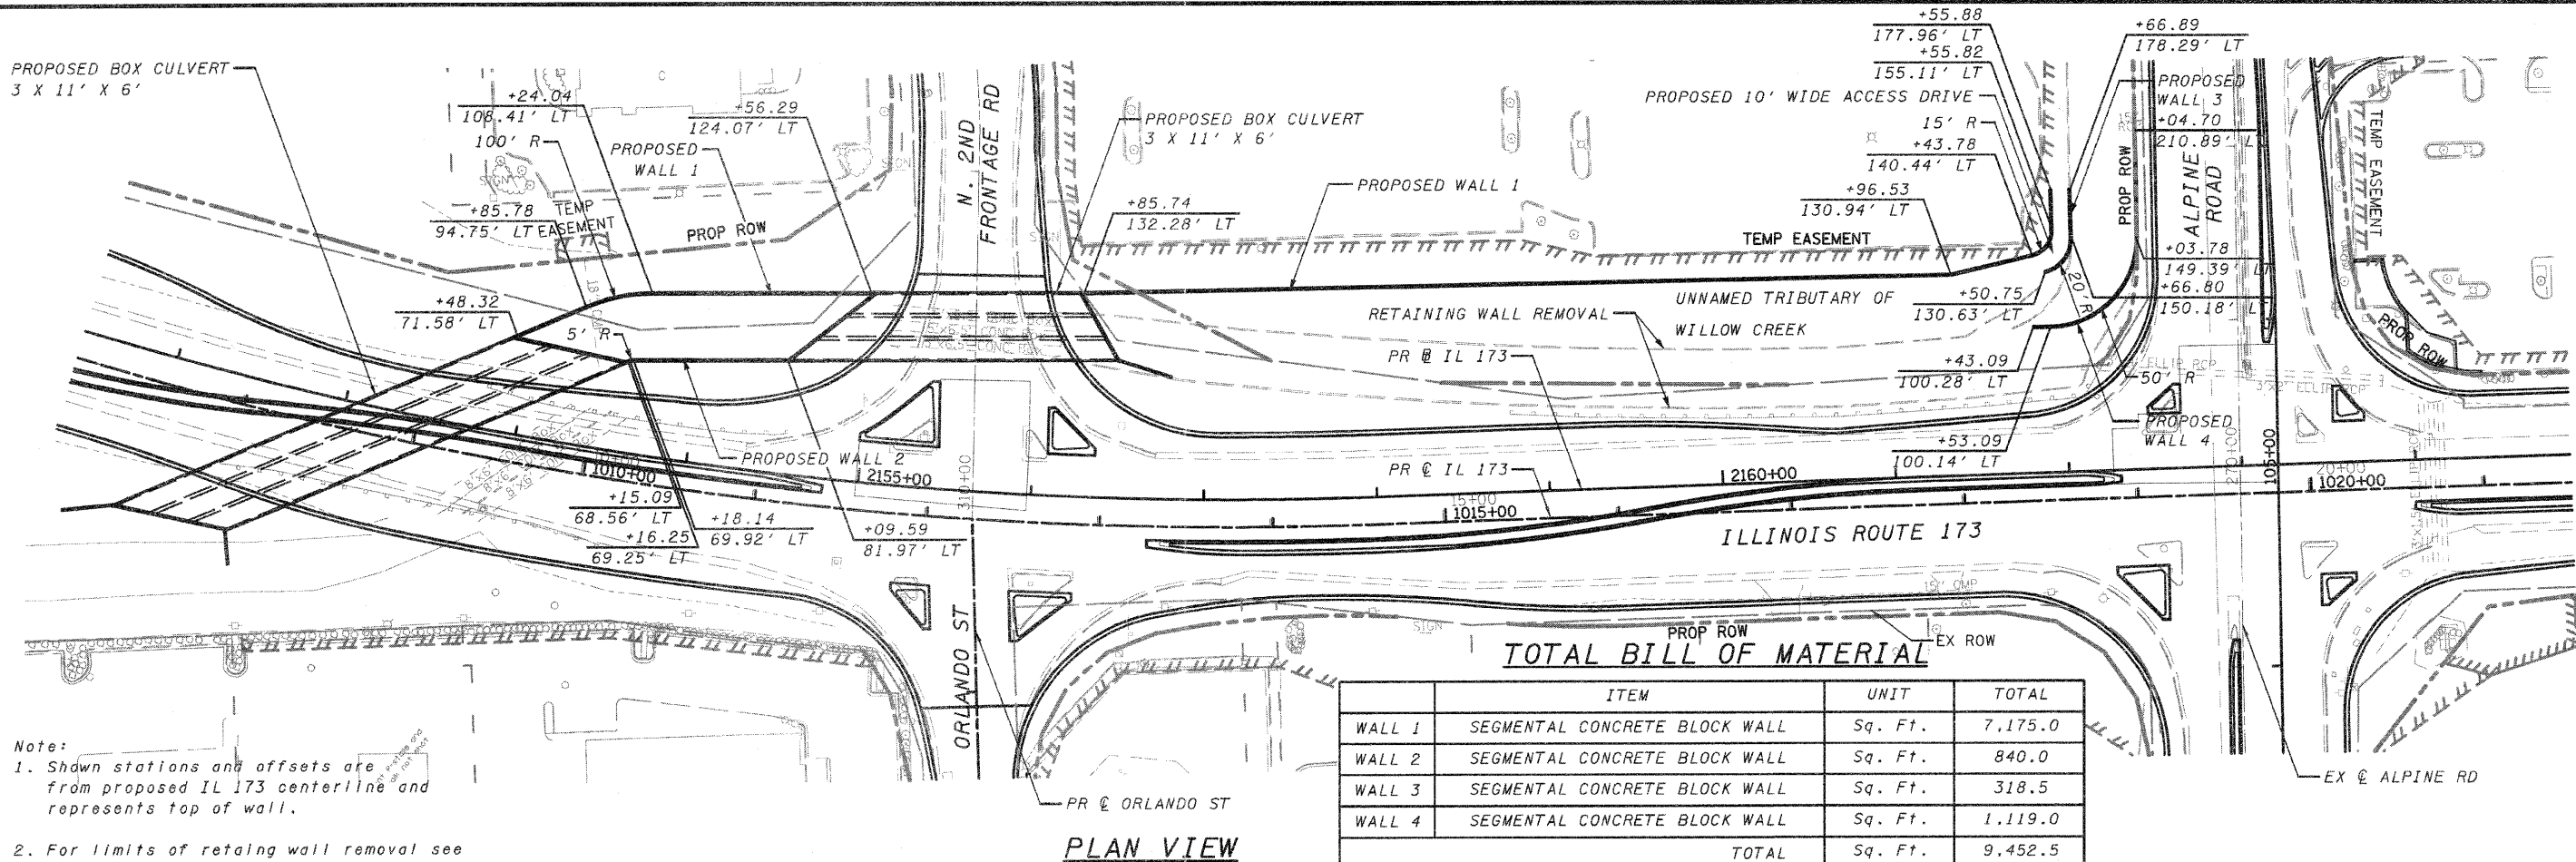 PROPOSED BOX CULVERT
3 X 11' X 6'
+24.04
108.41' LT
100' R
+56.29
124.07' LT
PROPOSED
WALL 1
+85.78
94.75' LT
TEMP
EASEMENT
PROP ROW
+48.32
71.58' LT
5' R
N. 2ND
FRONTAGE RD
PROPOSED BOX CULVERT
3 X 11' X 6'
+85.74
132.28' LT
PROPOSED WALL 1
+55.88
177.96' LT
+55.82
155.11' LT
PROPOSED 10' WIDE ACCESS DRIVE
15' R
+43.78
140.44' LT
+96.53
130.94' LT
TEMP EASEMENT
+66.89
178.29' LT
PROPOSED
WALL 3
+04.70
210.89' LT
PROP ROW
ALPINE
ROAD
TEMP EASEMENT
+03.78
149.39' LT
+66.80
150.18' LT
20' R
PROP ROW
UNNAMED TRIBUTARY OF
WILLOW CREEK
+50.75
130.63' LT
RETAINING WALL REMOVAL
PR B IL 173
+43.09
100.28' LT
50' R
PROPOSED
WALL 4
+53.09
100.14' LT
PR ℄ IL 173
PROPOSED WALL 2
1010+00
2155+00
310+00
2160+00
15+00
1015+00
270+00
105+00
20+00
1020+00
+15.09
68.56' LT
+16.25
69.25' LT
+18.14
69.92' LT
+09.59
81.97' LT
ILLINOIS ROUTE 173
ORLANDO ST
SIGN
PROP ROW
EX ROW
PR ℄ ORLANDO ST
EX ℄ ALPINE RD
TOTAL BILL OF MATERIAL
ITEM UNIT TOTAL
WALL 1 SEGMENTAL CONCRETE BLOCK WALL Sq. Ft. 7,175.0
WALL 2 SEGMENTAL CONCRETE BLOCK WALL Sq. Ft. 840.0
WALL 3 SEGMENTAL CONCRETE BLOCK WALL Sq. Ft. 318.5
WALL 4 SEGMENTAL CONCRETE BLOCK WALL Sq. Ft. 1,119.0
TOTAL Sq. Ft. 9,452.5
Note:
1. Shown stations and offsets are
from proposed IL 173 centerline and
represents top of wall.
2. For limits of retaing wall removal see
PLAN VIEW